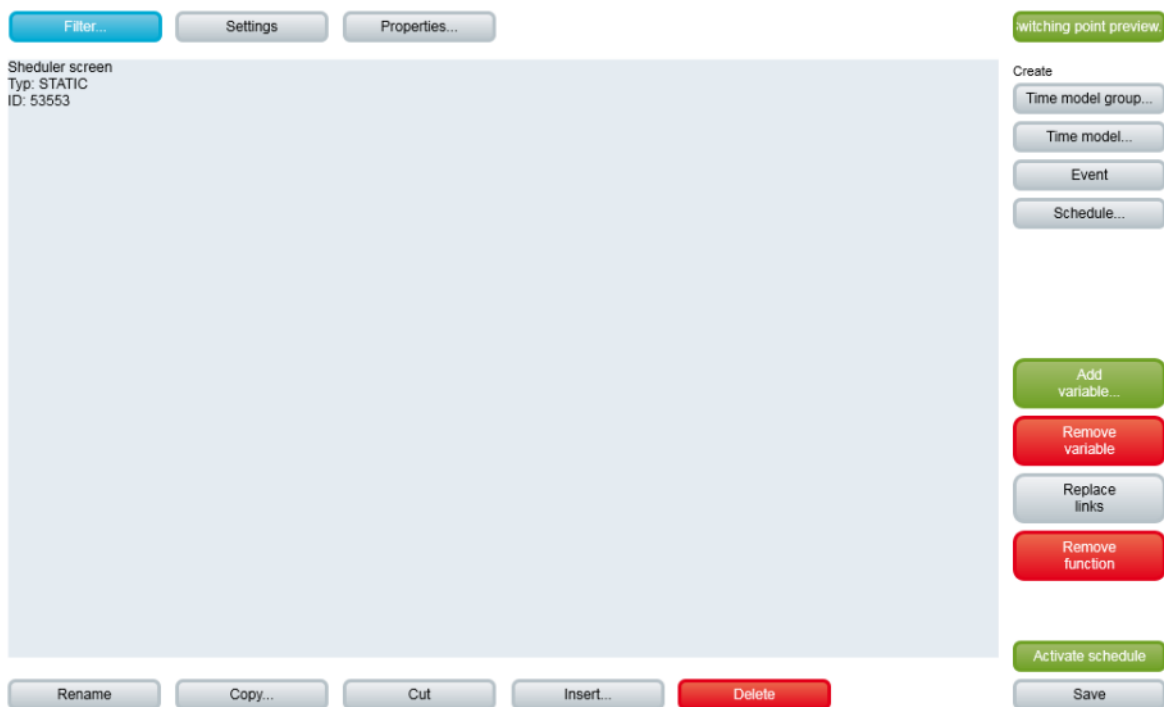 Filter...
Settings
Properties...
witching point preview.
Sheduler screen
Typ: STATIC
ID: 53553
Create
Time model group...
Time model...
Event
Schedule...
Add
variable...
Remove
variable
Replace
links
Remove
function
Activate schedule
Rename
Copy...
Cut
Insert...
Delete
Save